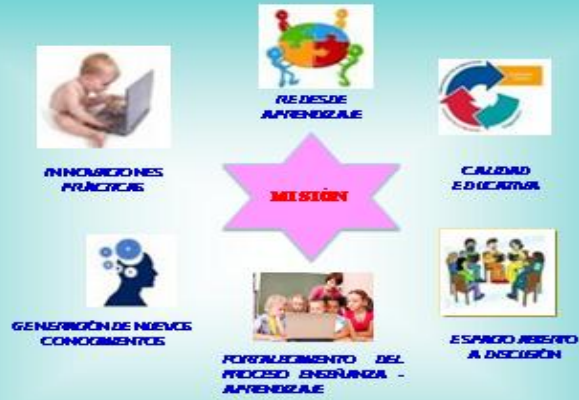 REDES DE
APRENDIZAJE
INNOVACIONES
PRÁCTICAS
CALIDAD
EDUCATIVA
MISIÓN
GENERACIÓN DE NUEVOS
CONOCIMIENTOS
FORTALECIMIENTO DEL
PROCESO ENSEÑANZA -
APRENDIZAJE
ESPACIO ABIERTO
A DISCUSIÓN